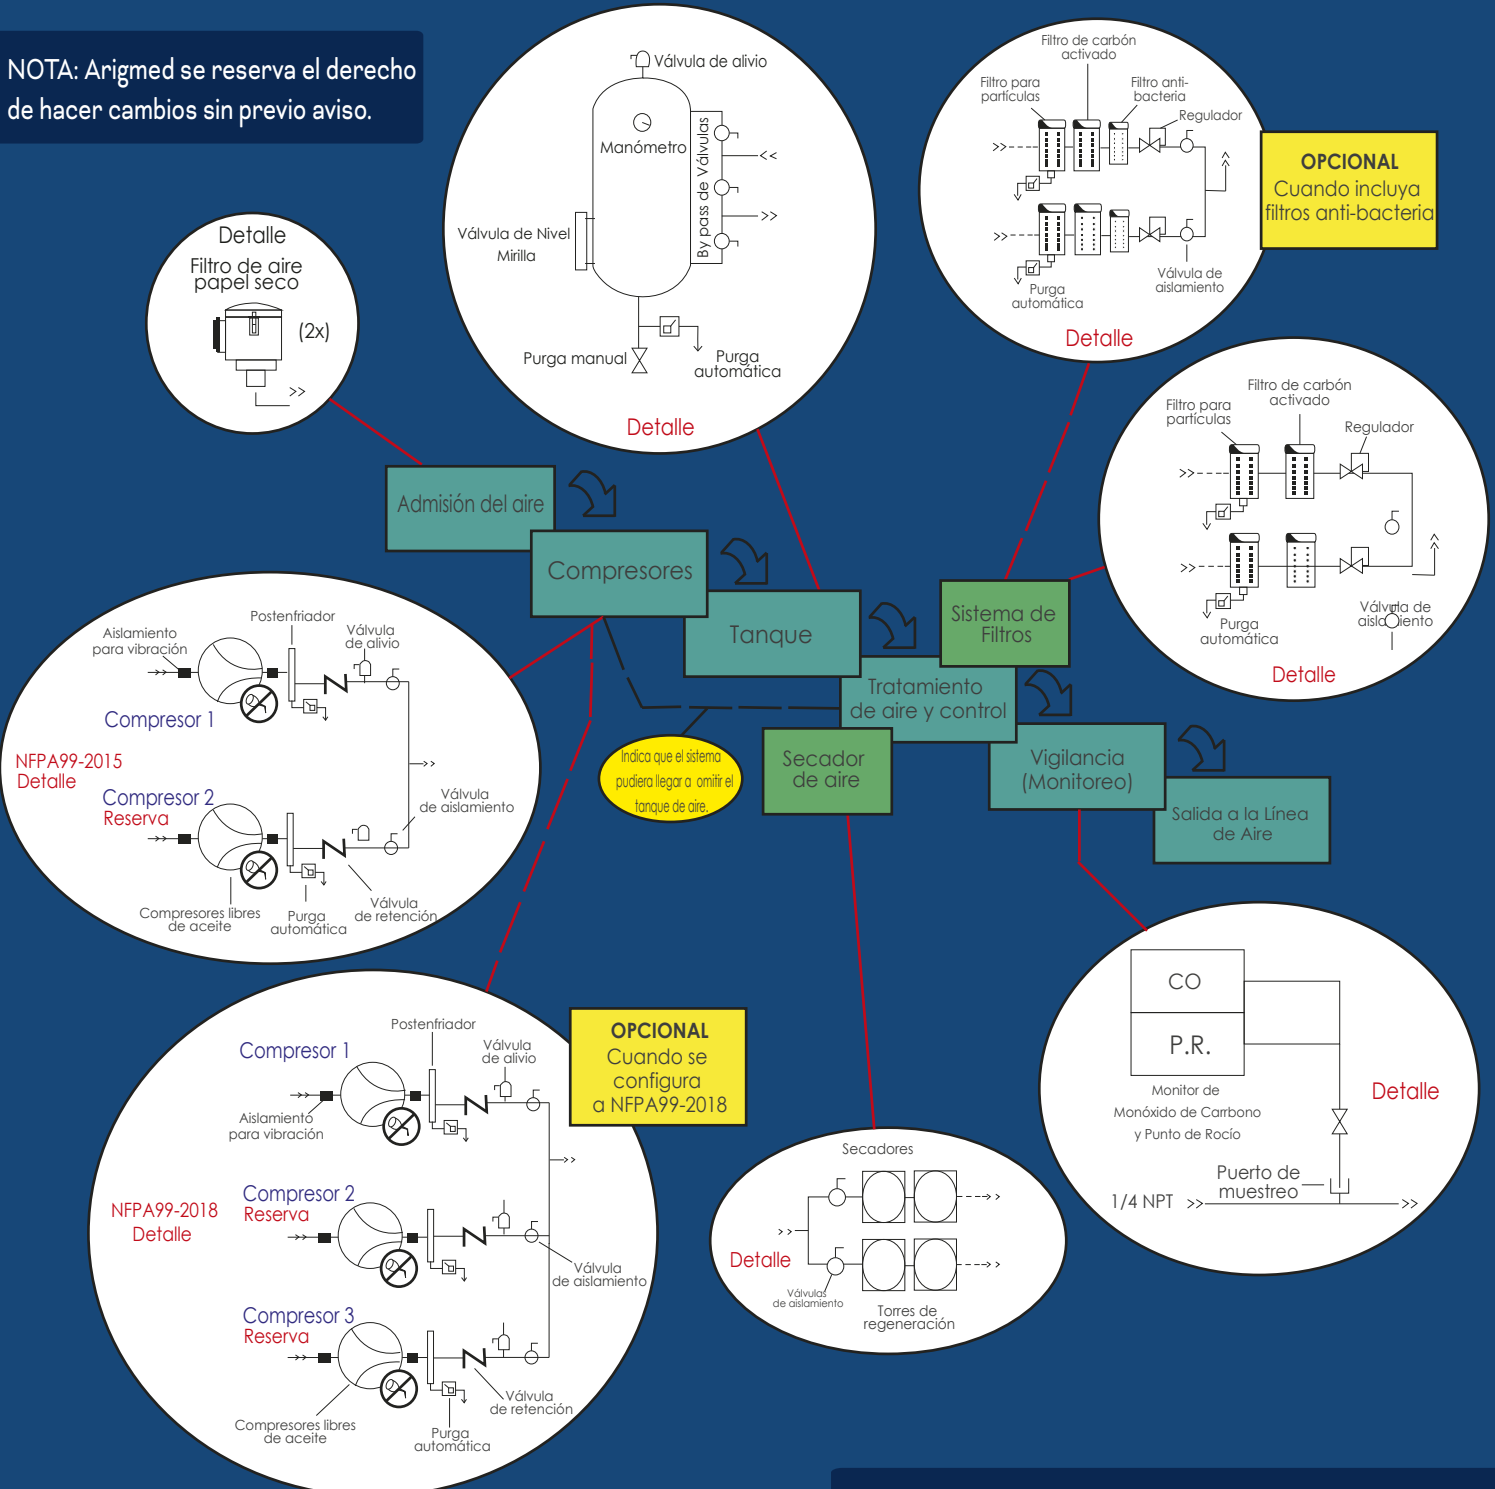 NOTA: Arigmed se reserva el derecho
de hacer cambios sin previo aviso.
Detalle
Filtro de aire
papel seco
(2x)
>>
Válvula de alivio
Manómetro
By pass de Válvulas
<<
>>
Válvula de Nivel
Mirilla
Purga manual
Purga
automática
Detalle
Filtro de carbón
activado
Filtro para
partículas
Filtro anti-
bacteria
Regulador
Purga
automática
Válvula de
aislamiento
Detalle
OPCIONAL
Cuando incluya
filtros anti-bacteria
Filtro de carbón
activado
Filtro para
partículas
Regulador
Válvula de
aislamiento
Purga
automática
Detalle
Admisión del aire
Compresores
Tanque
Sistema de
Filtros
Tratamiento
de aire y control
Secador
de aire
Vigilancia
(Monitoreo)
Salida a la Línea
de Aire
Indica que el sistema
pudiera llegar a omitir el
tanque de aire.
Postenfriador
Aislamiento
para vibración
Válvula
de alivio
Compresor 1
NFPA99-2015
Detalle
Compresor 2
Reserva
Válvula
de aislamiento
Compresores libres
de aceite
Purga
automática
Válvula
de retención
OPCIONAL
Cuando se
configura
a NFPA99-2018
Postenfriador
Compresor 1
Válvula
de alivio
Aislamiento
para vibración
Compresor 2
Reserva
NFPA99-2018
Detalle
Válvula
de aislamiento
Compresor 3
Reserva
Válvula
de retención
Compresores libres
de aceite
Purga
automática
Secadores
Detalle
Válvulas
de aislamiento
Torres de
regeneración
CO
P.R.
Monitor de
Monóxido de Carrbono
y Punto de Rocío
Detalle
Puerto de
muestreo
1/4 NPT >>
>>